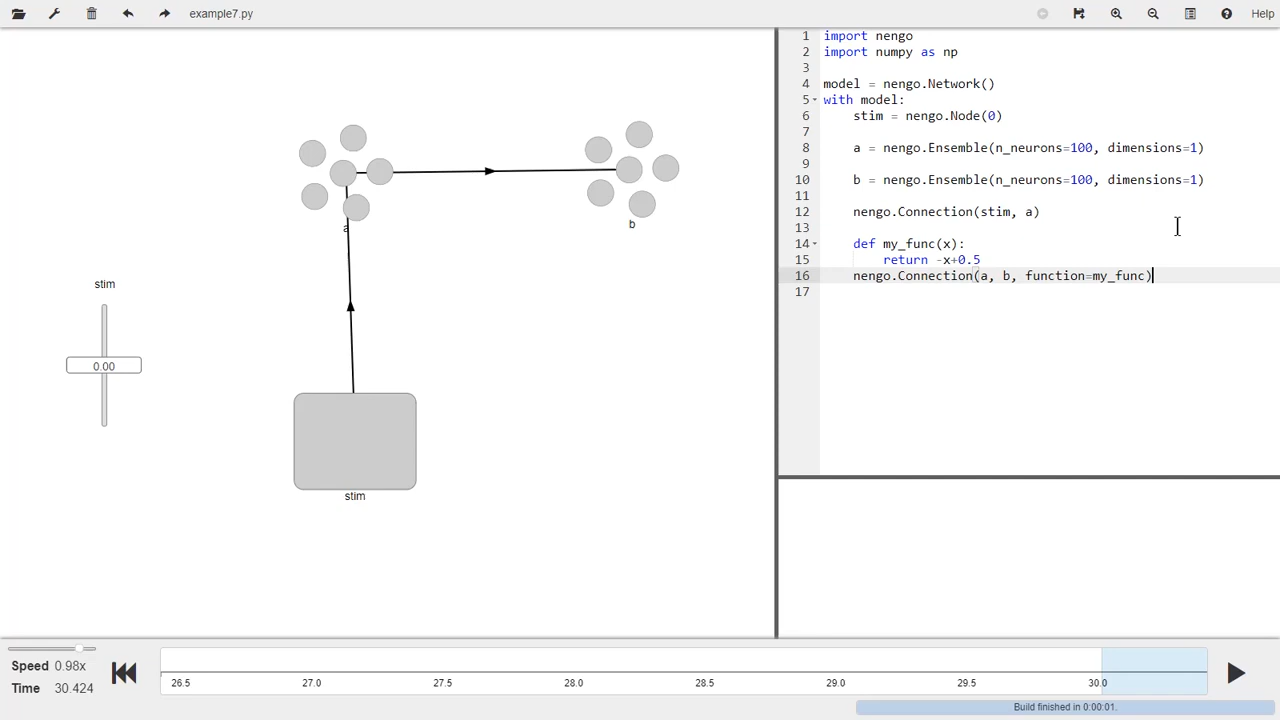 example7.py
Help
1 import nengo
2 import numpy as np
3
4 model = nengo.Network()
5 with model:
6 stim = nengo.Node(0)
7
8 a = nengo.Ensemble(n_neurons=100, dimensions=1)
9
10 b = nengo.Ensemble(n_neurons=100, dimensions=1)
11
12 nengo.Connection(stim, a)
13
14 def my_func(x):
15 return -x+0.5
16 nengo.Connection(a, b, function=my_func)
17
a
b
stim
0.00
stim
Speed 0.98x
Time 30.424
26.5 27.0 27.5 28.0 28.5 29.0 29.5 30.0
Build finished in 0:00:01.